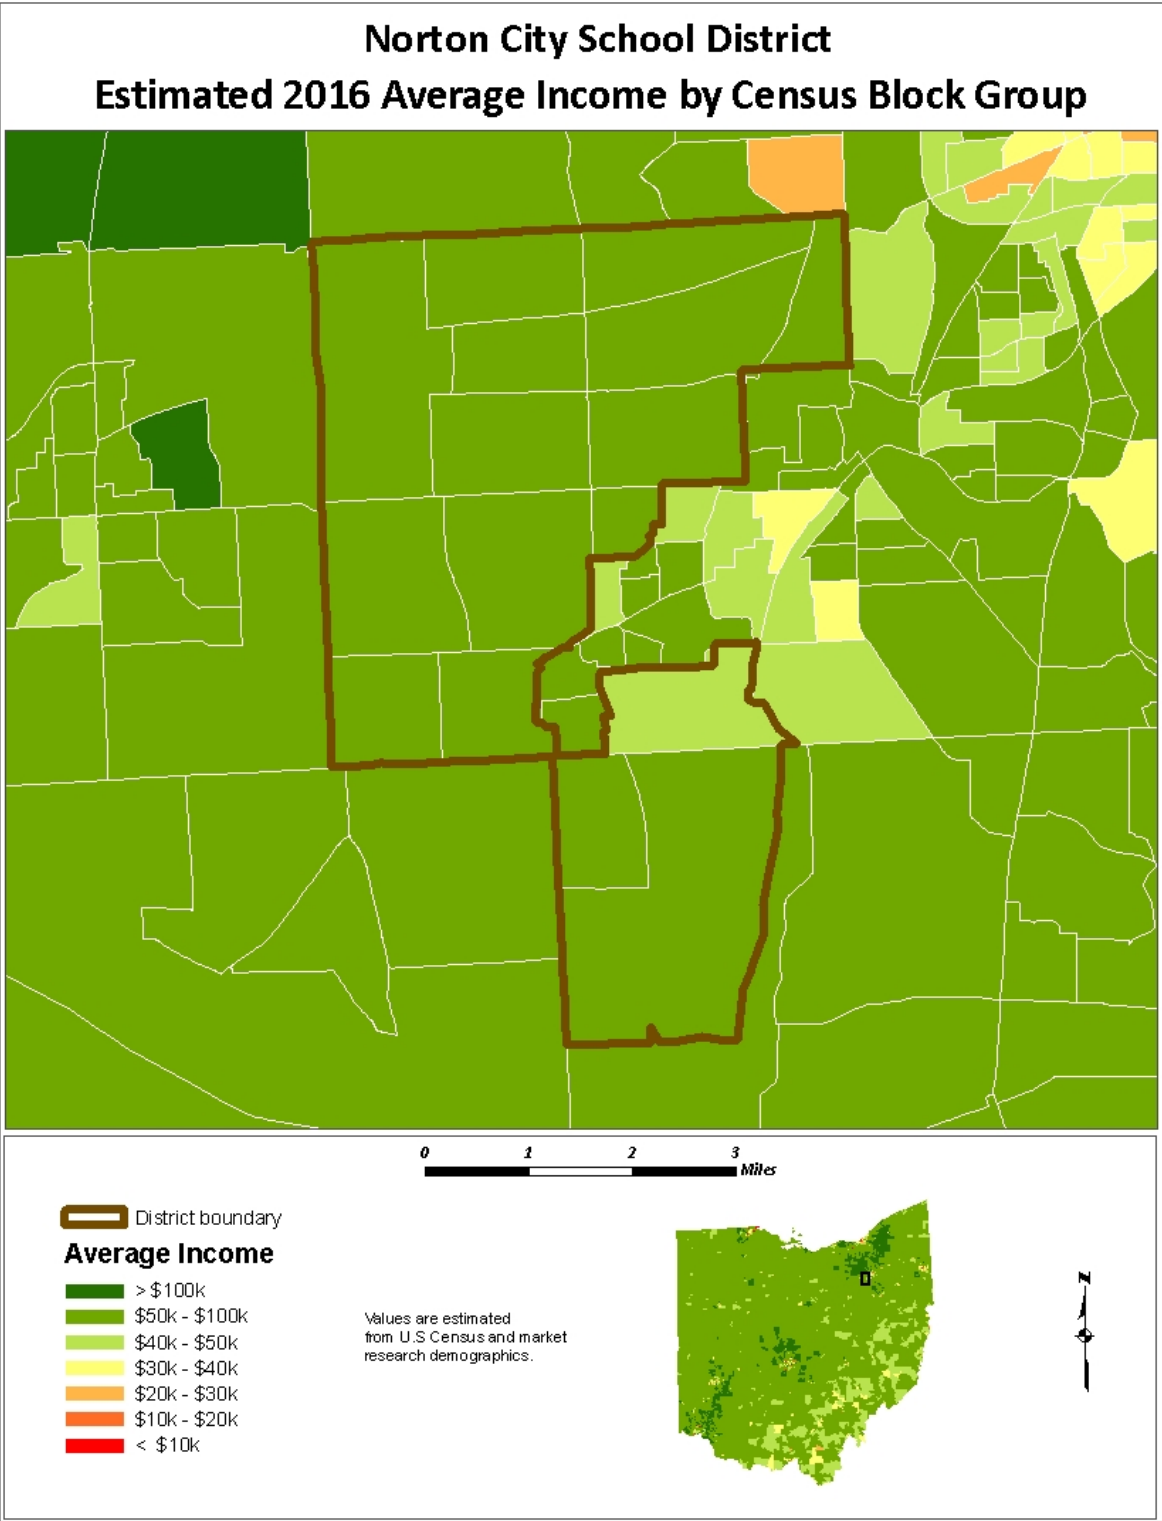 Norton City School District
Estimated 2016 Average Income by Census Block Group
0 1 2 3
Miles
District boundary
Average Income
> $100k
$50k - $100k
$40k - $50k
$30k - $40k
$20k - $30k
$10k - $20k
< $10k
Values are estimated
from U.S Census and market
research demographics.
N